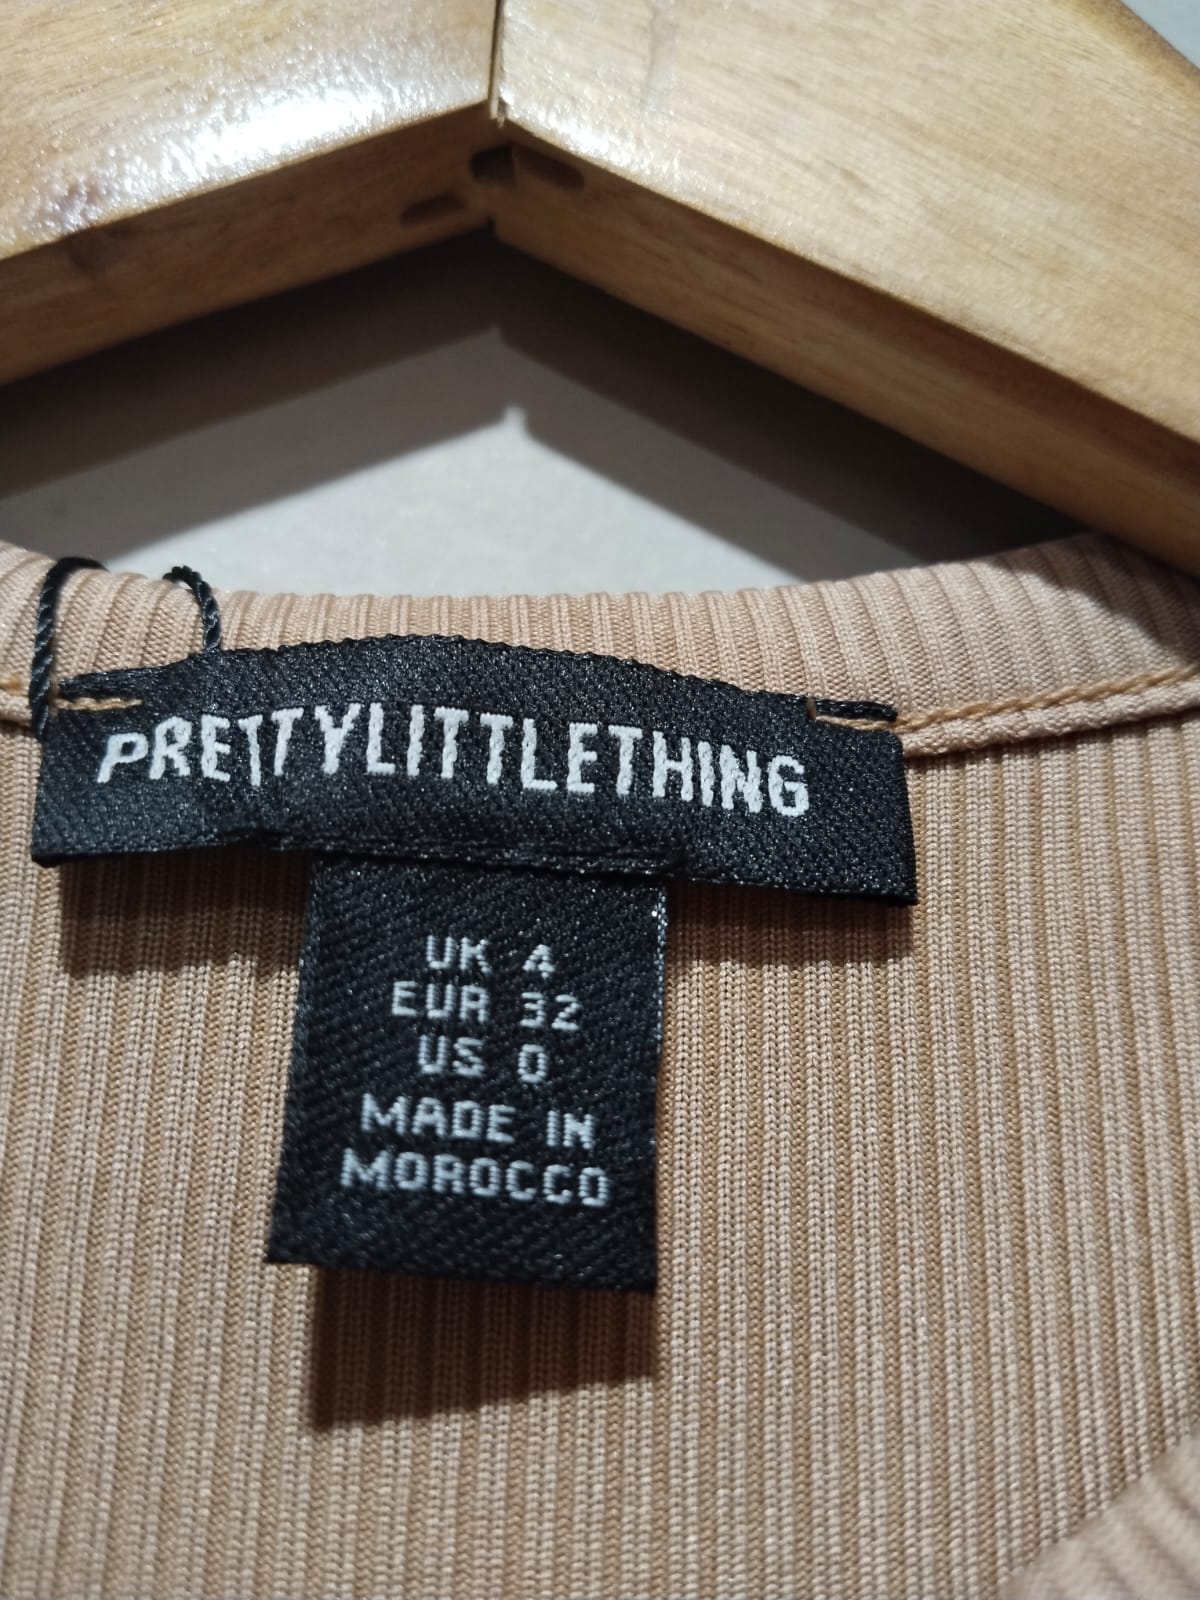 PRETTYLITTLETHING
UK 4
EUR 32
US 0
MADE IN
MOROCCO